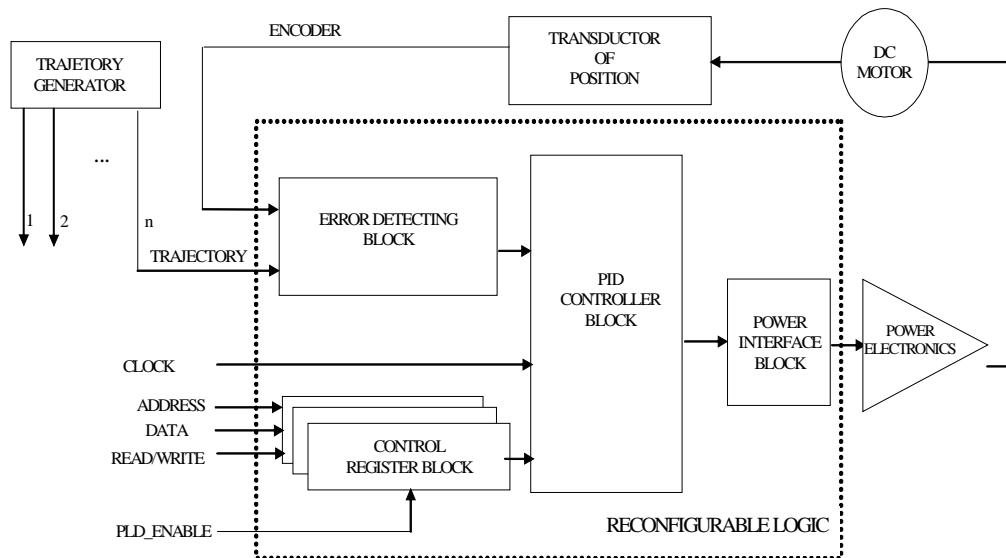 ENCODER
TRANSDUCTOR
OF
POSITION
DC
MOTOR
TRAJETORY
GENERATOR
...
1
2
n
TRAJECTORY
ERROR DETECTING
BLOCK
PID
CONTROLLER
BLOCK
POWER
INTERFACE
BLOCK
POWER
ELECTRONICS
CLOCK
ADDRESS
DATA
READ/WRITE
CONTROL
REGISTER BLOCK
PLD_ENABLE
RECONFIGURABLE LOGIC